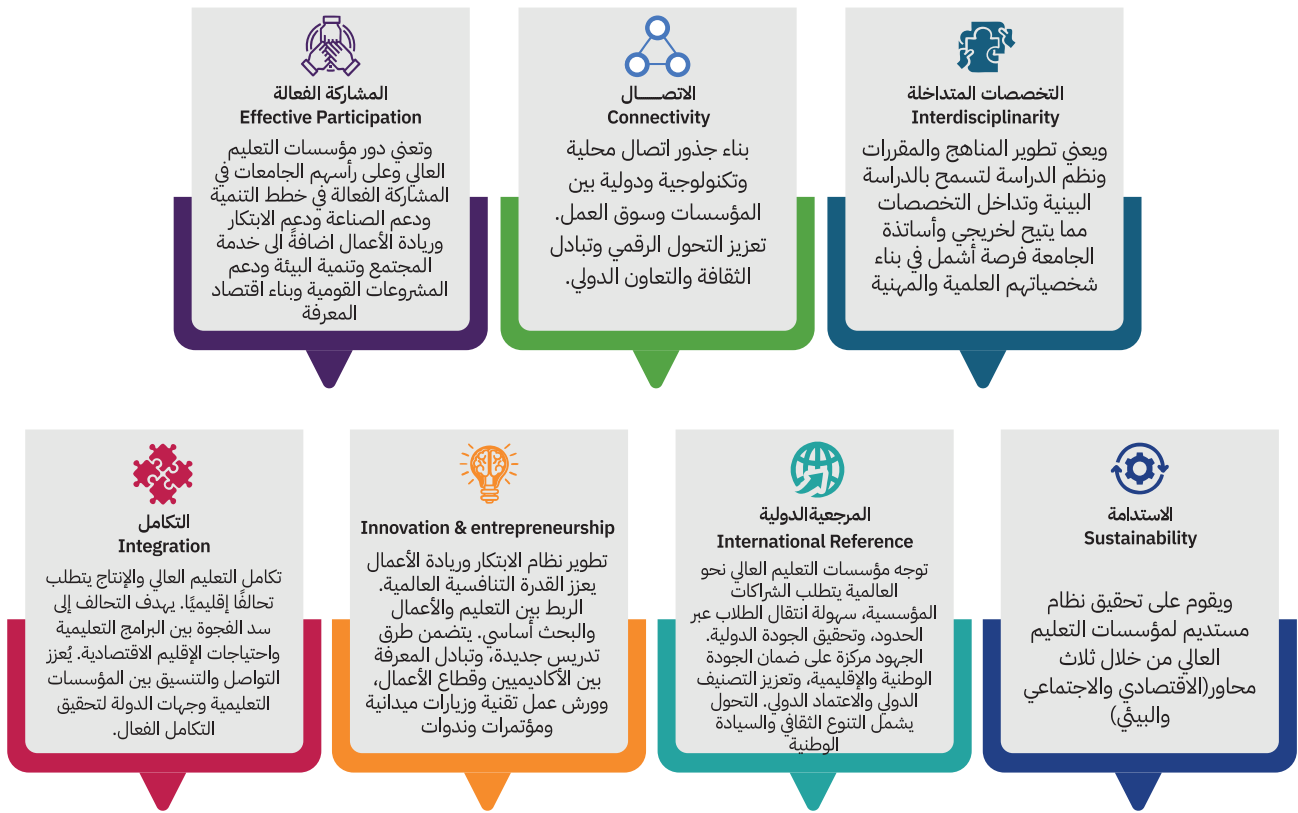 التخصصات المتداخلة
Interdisciplinarity
ويعني تطوير المناهج والمقررات
ونظم الدراسة لتسمح بالدراسة
البينية وتداخل التخصصات
مما يتيح لخريجي وأساتذة
الجامعة فرصة أشمل في بناء
شخصياتهم العلمية والمهنية
الاتصـــال
Connectivity
بناء جذور اتصال محلية
وتكنولوجية ودولية بين
المؤسسات وسوق العمل.
تعزيز التحول الرقمي وتبادل
الثقافة والتعاون الدولي.
المشاركة الفعالة
Effective Participation
وتعني دور مؤسسات التعليم
العالي وعلى رأسهم الجامعات في
المشاركة الفعالة في خطط التنمية
ودعم الصناعة ودعم الابتكار
وريادة الأعمال اضافةً الى خدمة
المجتمع وتنمية البيئة ودعم
المشروعات القومية وبناء اقتصاد
المعرفة
الاستدامة
Sustainability
ويقوم على تحقيق نظام
مستديم لمؤسسات التعليم
العالي من خلال ثلاث
محاور(الاقتصادي والاجتماعي
والبيئي)
المرجعية الدولية
International Reference
توجه مؤسسات التعليم العالي نحو
العالمية يتطلب الشراكات
المؤسسية، سهولة انتقال الطلاب عبر
الحدود، وتحقيق الجودة الدولية.
الجهود مركزة على ضمان الجودة
الوطنية والإقليمية، وتعزيز التصنيف
الدولي والاعتماد الدولي. التحول
يشمل التنوع الثقافي والسيادة
الوطنية
Innovation & entrepreneurship
تطوير نظام الابتكار وريادة الأعمال
يعزز القدرة التنافسية العالمية.
الربط بين التعليم والأعمال
والبحث أساسي. يتضمن طرق
تدريس جديدة، وتبادل المعرفة
بين الأكاديميين وقطاع الأعمال،
وورش عمل تقنية وزيارات ميدانية
ومؤتمرات وندوات
التكامل
Integration
تكامل التعليم العالي والإنتاج يتطلب
تحالفًا إقليميًا. يهدف التحالف إلى
سد الفجوة بين البرامج التعليمية
واحتياجات الإقليم الاقتصادية. يُعزز
التواصل والتنسيق بين المؤسسات
التعليمية وجهات الدولة لتحقيق
التكامل الفعال.